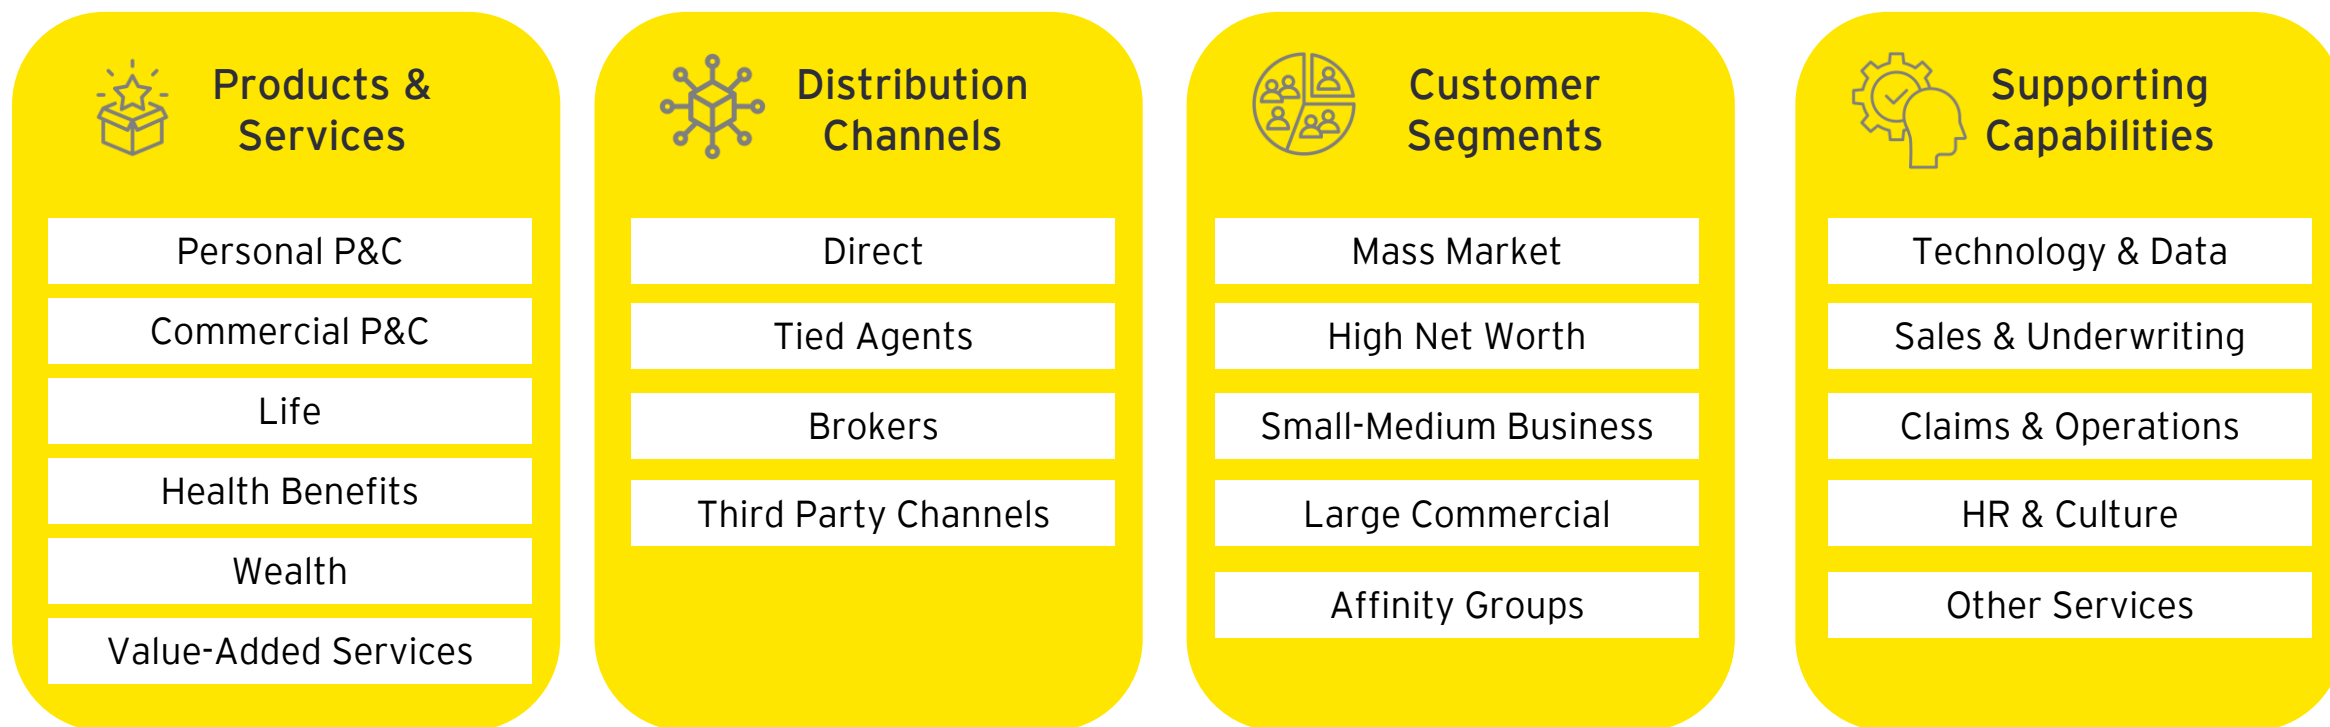 Products &
Services
Personal P&C
Commercial P&C
Life
Health Benefits
Wealth
Value-Added Services
Distribution
Channels
Direct
Tied Agents
Brokers
Third Party Channels
Customer
Segments
Mass Market
High Net Worth
Small-Medium Business
Large Commercial
Affinity Groups
Supporting
Capabilities
Technology & Data
Sales & Underwriting
Claims & Operations
HR & Culture
Other Services